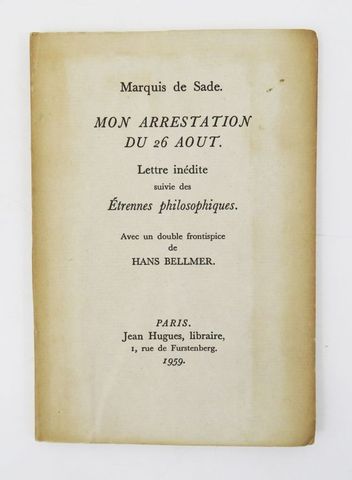 Marquis de Sade.
MON ARRESTATION
DU 26 AOUT.
Lettre inédite
suivie des
Étrennes philosophiques.
Avec un double frontispice
de
HANS BELLMER.
PARIS.
Jean Hugues, libraire,
1, rue de Furstenberg.
1959.